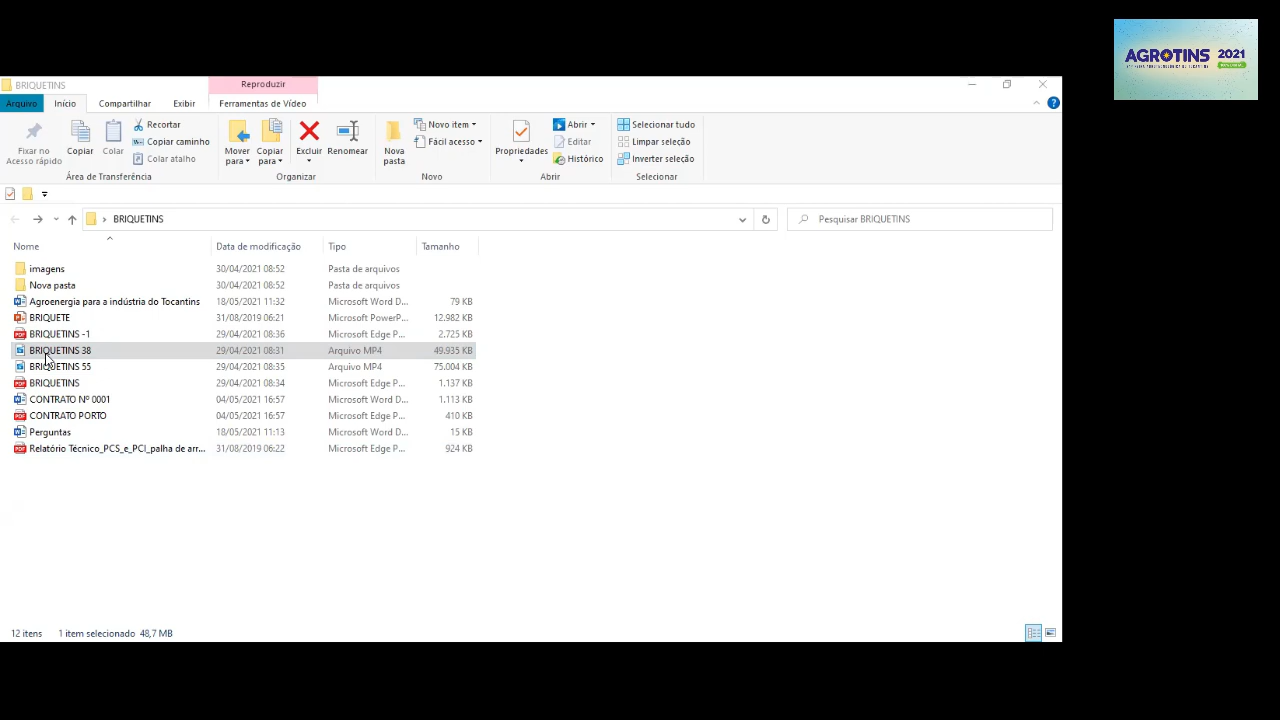 AGROTINS 2021
BRIQUETINS
Reproduzir
Arquivo
Início
Compartilhar
Exibir
Ferramentas de Vídeo
Fixar no
Acesso rápido
Copiar
Colar
Recortar
Copiar caminho
Colar atalho
Área de Transferência
Mover
para
Copiar
para
Excluir
Renomear
Organizar
Nova
pasta
Novo item
Fácil acesso
Novo
Propriedades
Abrir
Editar
Histórico
Abrir
Selecionar tudo
Limpar seleção
Inverter seleção
Selecionar
BRIQUETINS
Pesquisar BRIQUETINS
Nome Data de modificação Tipo Tamanho
imagens 30/04/2021 08:52 Pasta de arquivos
Nova pasta 30/04/2021 08:52 Pasta de arquivos
Agroenergia para a indústria do Tocantins 18/05/2021 11:32 Microsoft Word D... 79 KB
BRIQUETE 31/08/2019 06:21 Microsoft PowerP... 12.982 KB
BRIQUETINS -1 29/04/2021 08:36 Microsoft Edge P... 2.725 KB
BRIQUETINS 38 29/04/2021 08:31 Arquivo MP4 49.935 KB
BRIQUETINS 55 29/04/2021 08:35 Arquivo MP4 75.004 KB
BRIQUETINS 29/04/2021 08:34 Microsoft Edge P... 1.137 KB
CONTRATO Nº 0001 04/05/2021 16:57 Microsoft Word D... 1.113 KB
CONTRATO PORTO 04/05/2021 16:57 Microsoft Edge P... 410 KB
Perguntas 18/05/2021 11:13 Microsoft Word D... 15 KB
Relatório Técnico_PCS_e_PCI_palha de arr... 31/08/2019 06:22 Microsoft Edge P... 924 KB
12 itens 1 item selecionado 48,7 MB